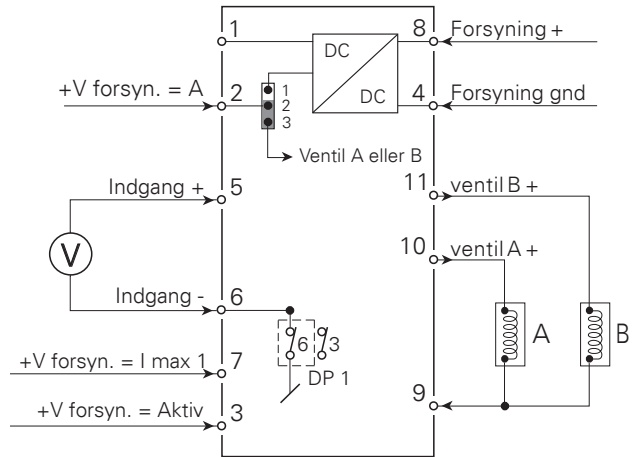 1
8
Forsyning +
DC
DC
+V forsyn. = A
2
1
2
3
4
Forsyning gnd
Ventil A eller B
Indgang +
5
11
ventil B +
V
10
ventil A +
Indgang -
6
6
3
DP 1
A
B
+V forsyn. = I max 1
7
9
+V forsyn. = Aktiv
3